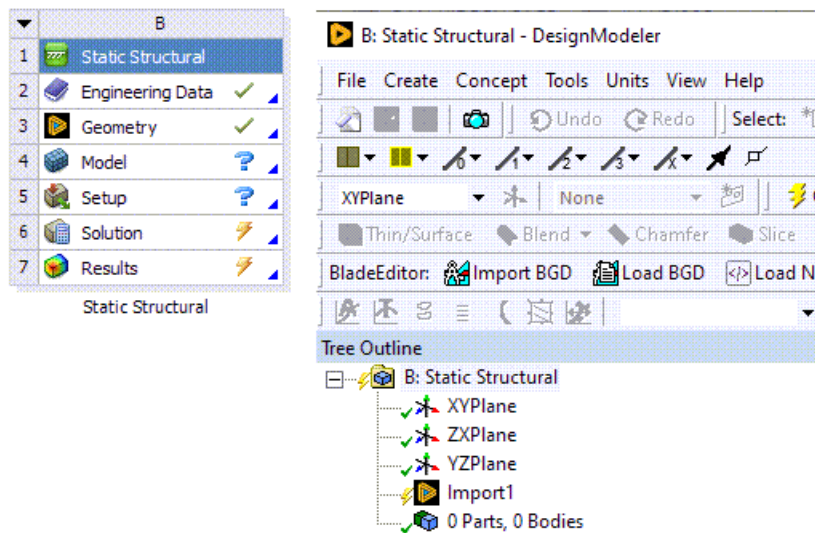 B
1 Static Structural
2 Engineering Data
3 Geometry
4 Model
5 Setup
6 Solution
7 Results
Static Structural
B: Static Structural - DesignModeler
File Create Concept Tools Units View Help
Undo Redo Select:
XYPlane None
Thin/Surface Blend Chamfer Slice
BladeEditor: Import BGD Load BGD Load N
Tree Outline
B: Static Structural
XYPlane
ZXPlane
YZPlane
Import1
0 Parts, 0 Bodies